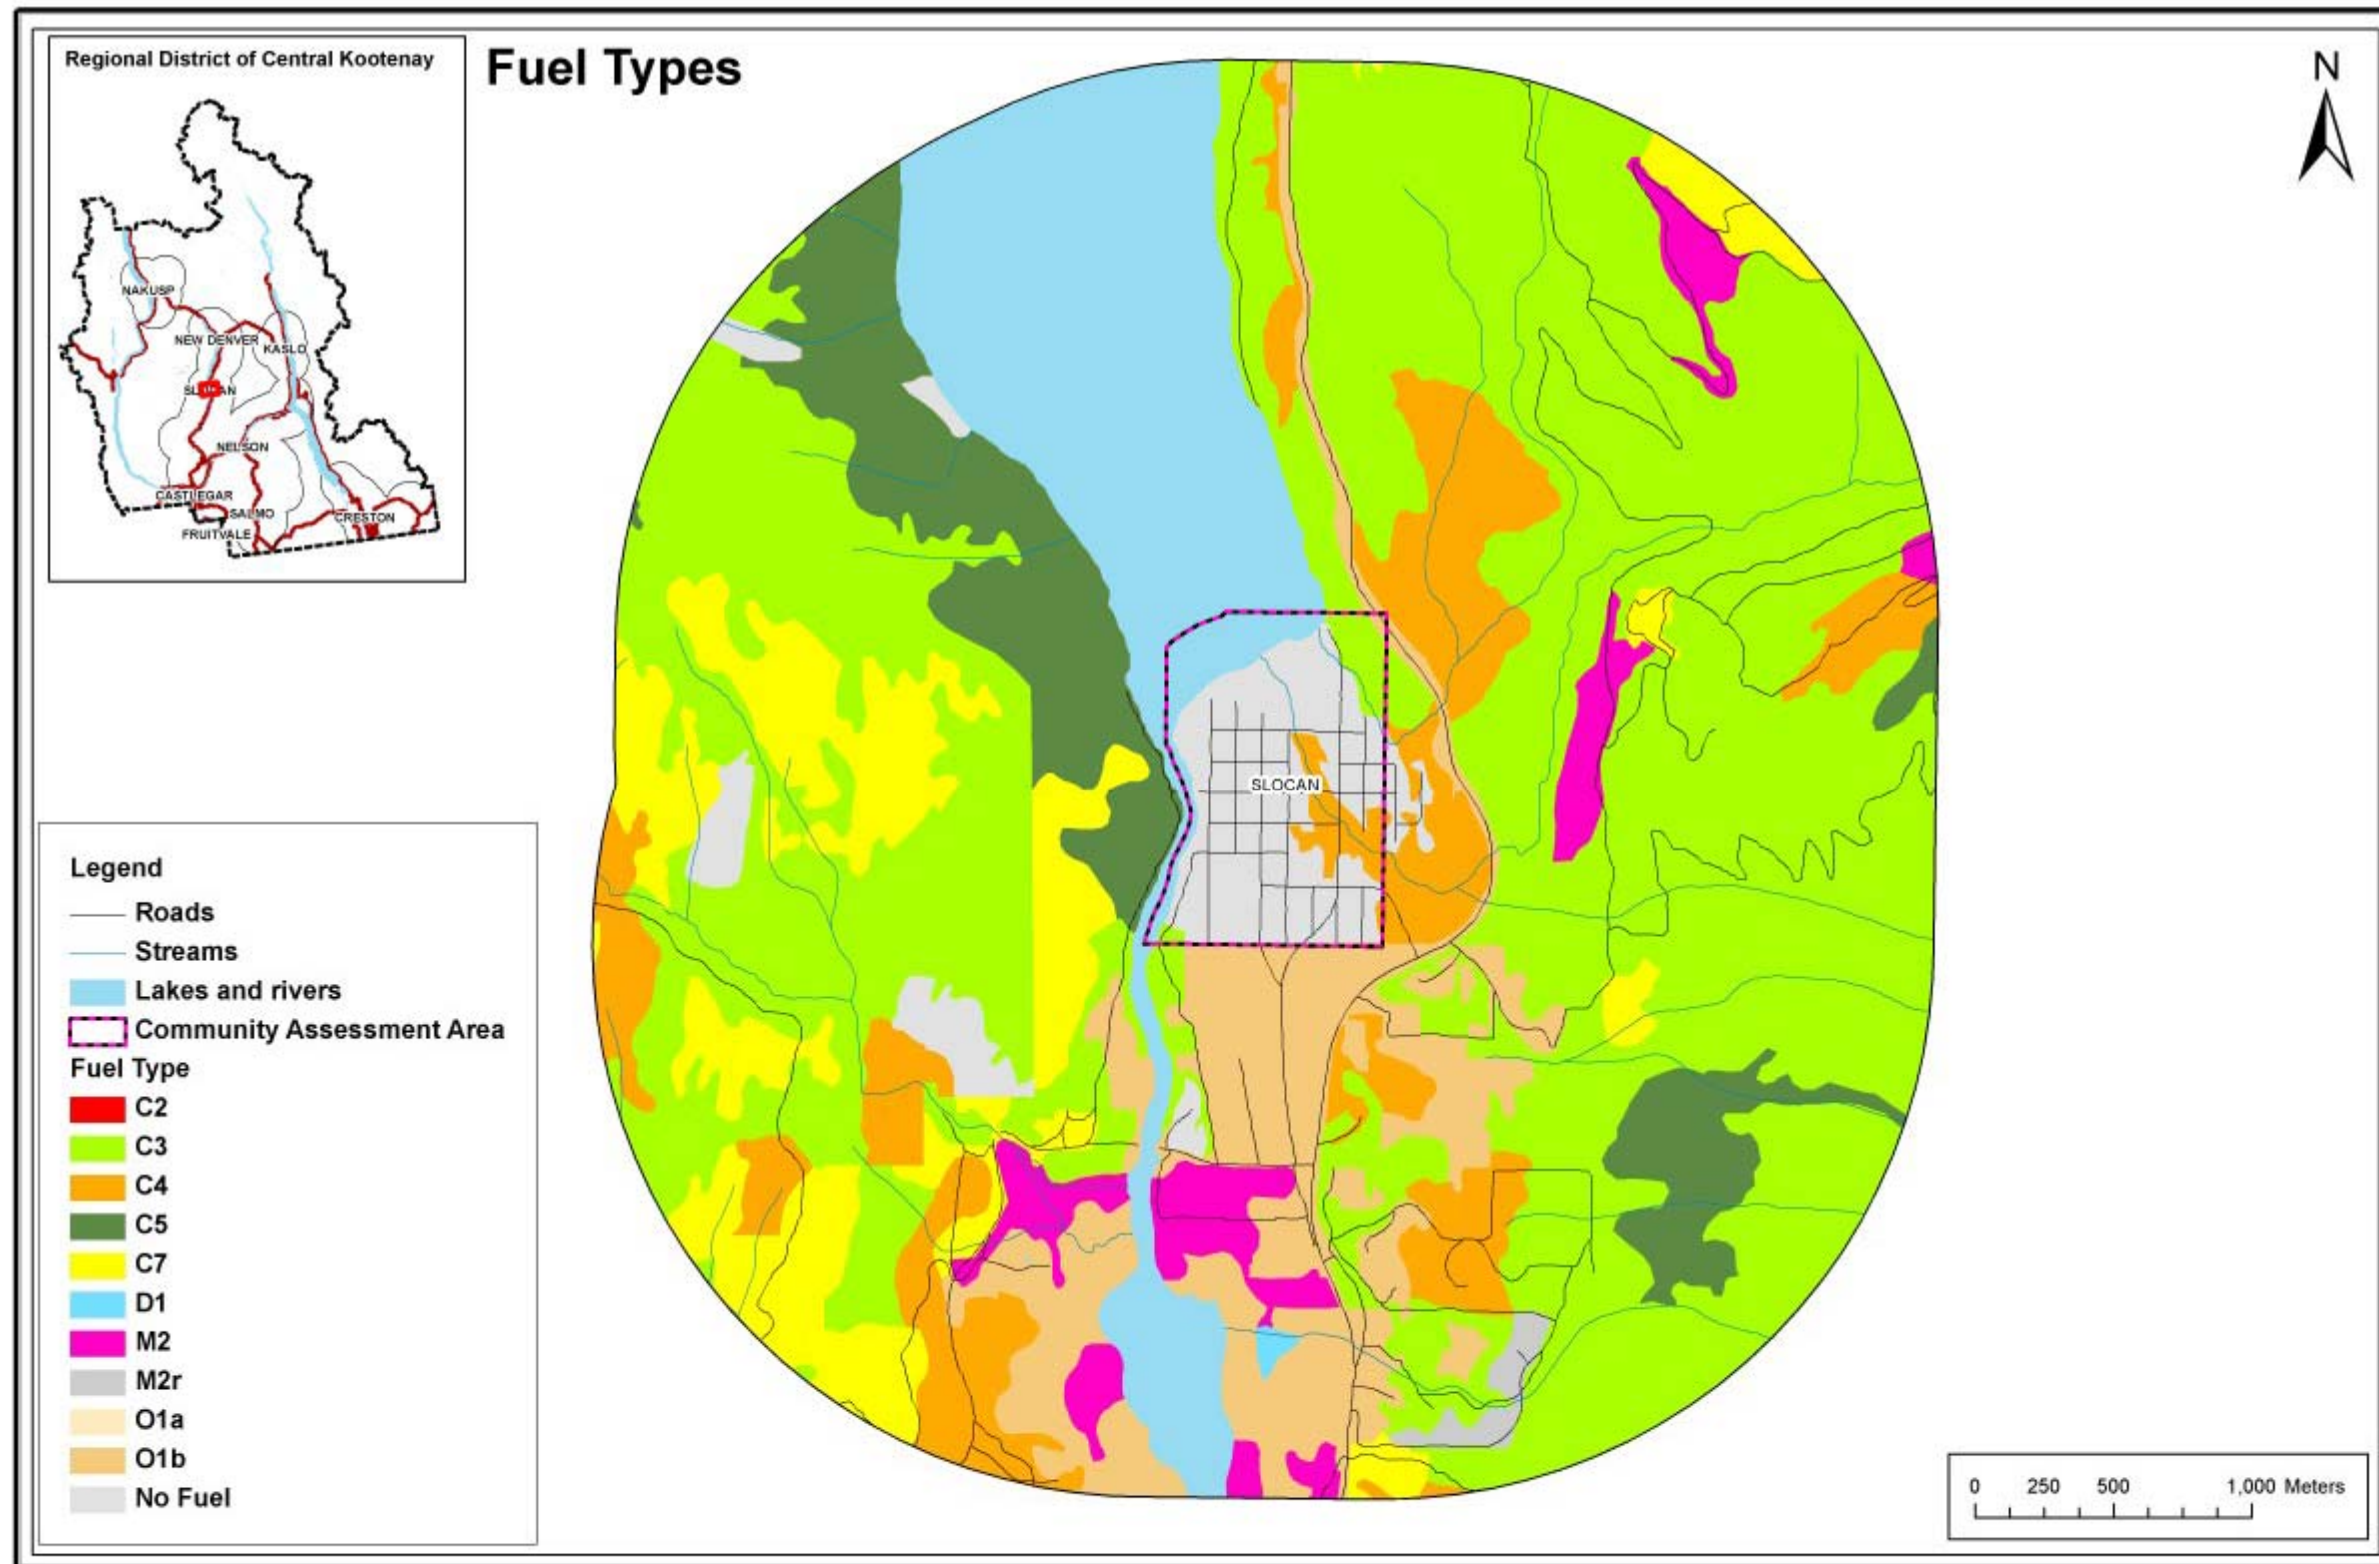 Regional District of Central Kootenay
Fuel Types
N
NAKUSP
NEW DENVER
KASLO
NELSON
CASTLEGAR
SALMO
CRESTON
FRUITVALE
SLOCAN
Legend
Roads
Streams
Lakes and rivers
Community Assessment Area
Fuel Type
C2
C3
C4
C5
C7
D1
M2
M2r
O1a
O1b
No Fuel
0 250 500 1,000 Meters